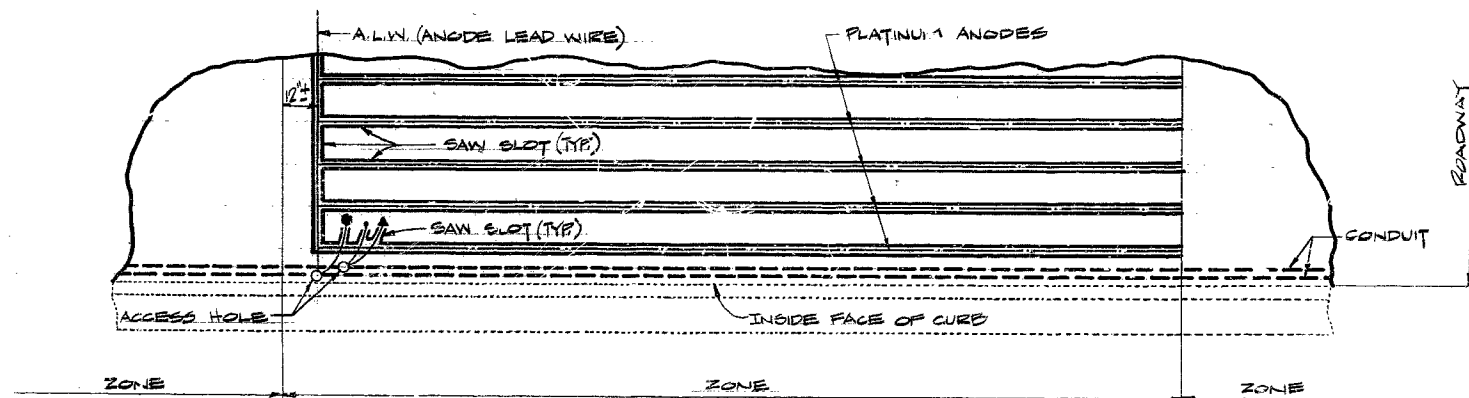 A.L.W. (ANODE LEAD WIRE)
PLATINUM ANODES
12"±
SAW SLOT (TYP.)
ROADWAY
SAW SLOT (TYP.)
CONDUIT
ACCESS HOLE
INSIDE FACE OF CURB
ZONE
ZONE
ZONE